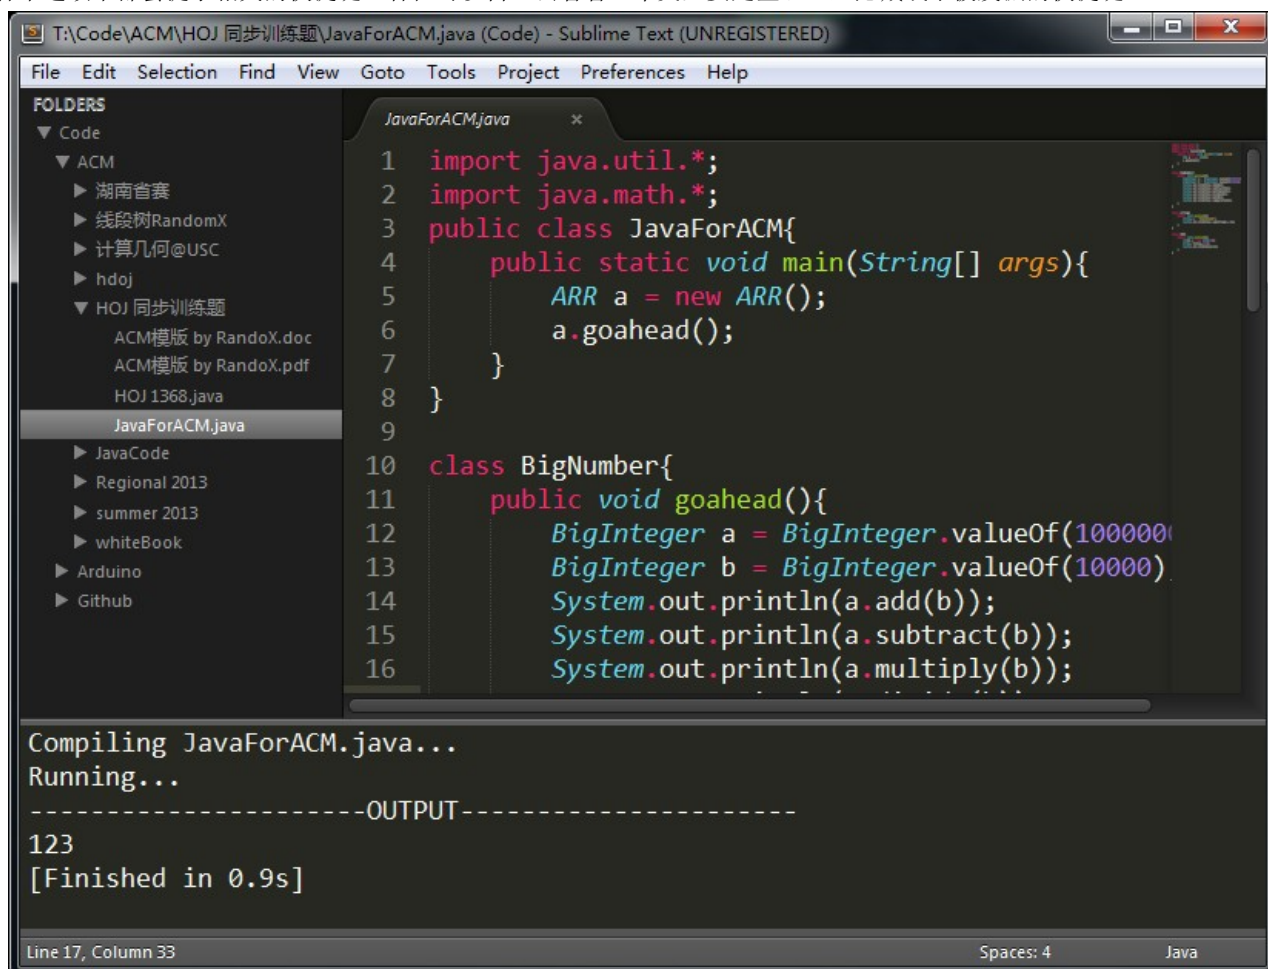 T:\Code\ACM\HOJ 同步训练题\JavaForACM.java (Code) - Sublime Text (UNREGISTERED)
File Edit Selection Find View Goto Tools Project Preferences Help
FOLDERS
▼ Code
▼ ACM
▶ 湖南省赛
▶ 线段树RandomX
▶ 计算几何@USC
▶ hdoj
▼ HOJ 同步训练题
ACM模版 by RandoX.doc
ACM模版 by RandoX.pdf
HOJ 1368.java
JavaForACM.java
▶ JavaCode
▶ Regional 2013
▶ summer 2013
▶ whiteBook
▶ Arduino
▶ Github
JavaForACM.java ×
1 import java.util.*;
2 import java.math.*;
3 public class JavaForACM{
4 public static void main(String[] args){
5 ARR a = new ARR();
6 a.goahead();
7 }
8 }
9
10 class BigNumber{
11 public void goahead(){
12 BigInteger a = BigInteger.valueOf(1000000
13 BigInteger b = BigInteger.valueOf(10000)
14 System.out.println(a.add(b));
15 System.out.println(a.subtract(b));
16 System.out.println(a.multiply(b));
Compiling JavaForACM.java...
Running...
-----------------------OUTPUT-----------------------
123
[Finished in 0.9s]
Line 17, Column 33 Spaces: 4 Java